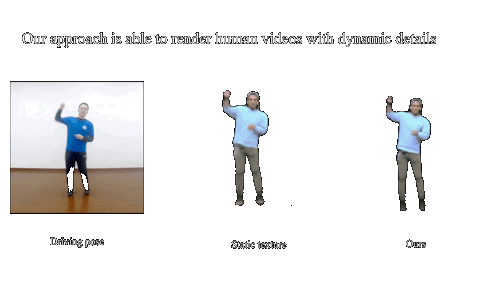 Our approach is able to render human videos with dynamic details
Driving pose
Static texture
Ours